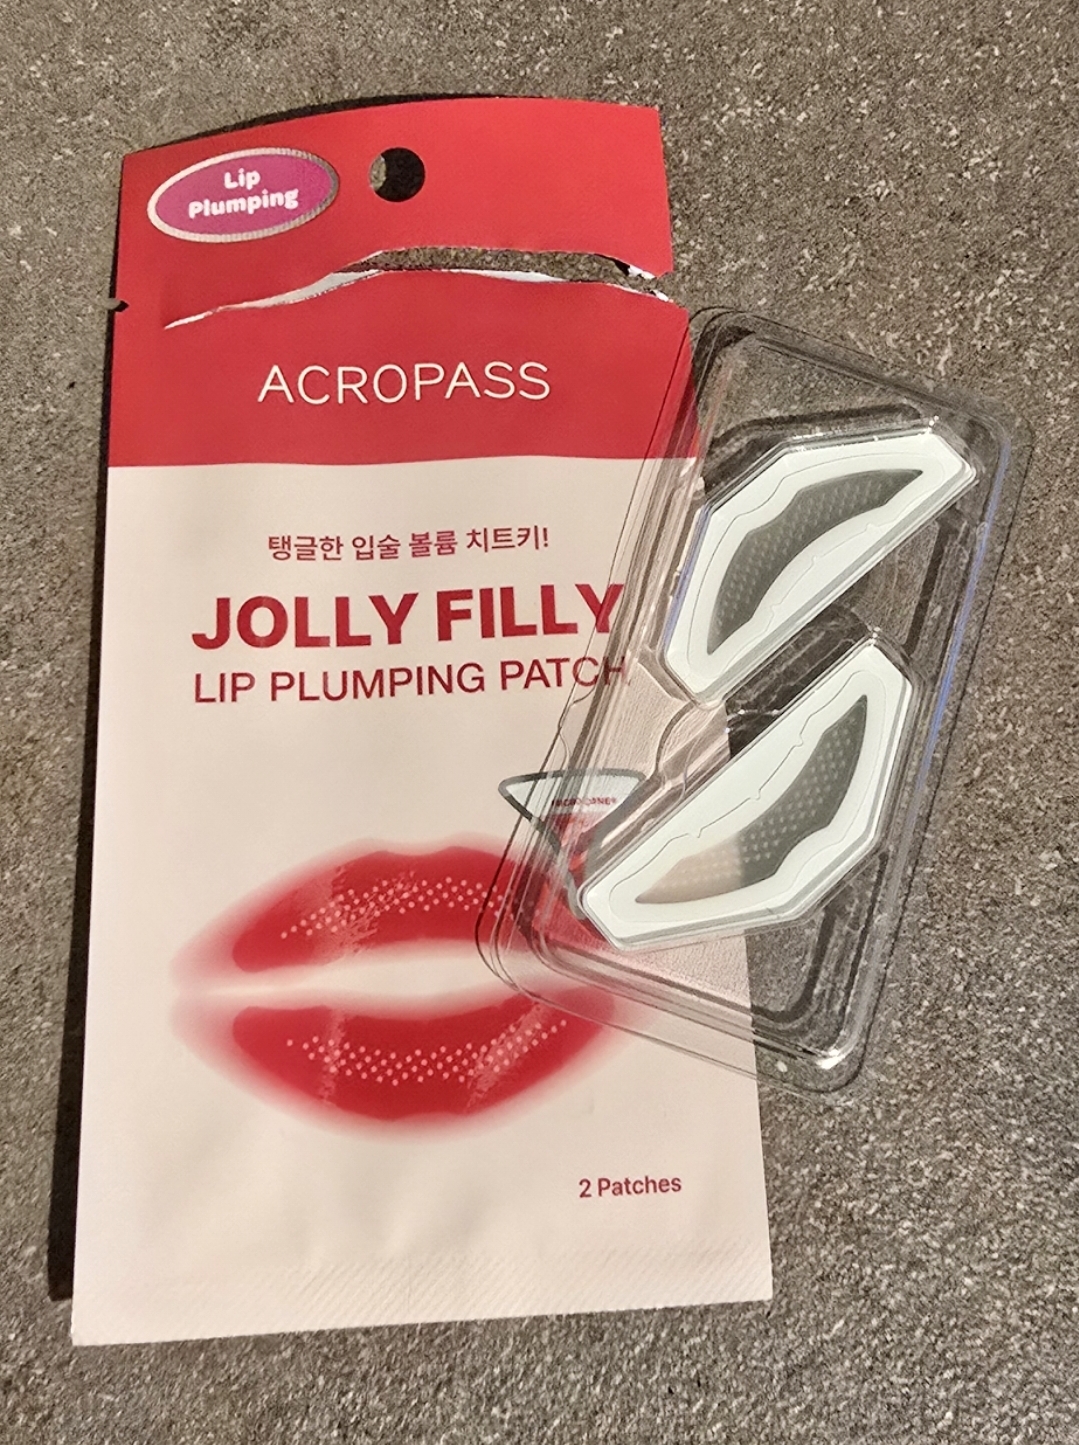 Lip
Plumping
ACROPASS
탱글한 입술 볼륨 치트키!
JOLLY FILLY
LIP PLUMPING PATCH
2 Patches